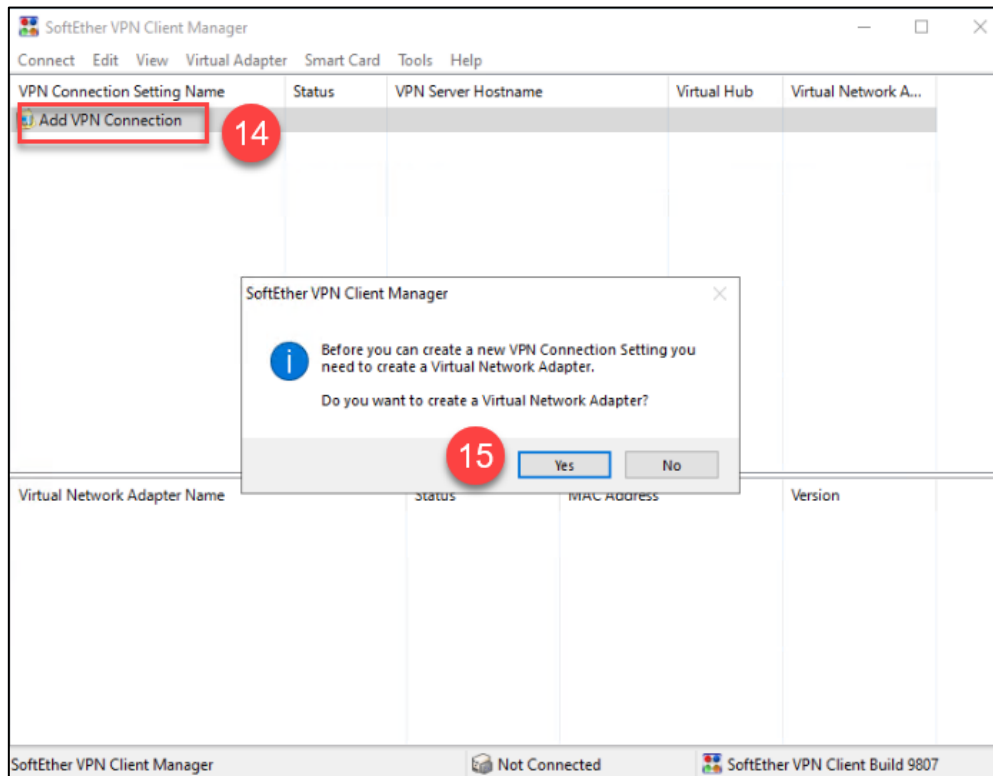 SoftEther VPN Client Manager
Connect Edit View Virtual Adapter Smart Card Tools Help
VPN Connection Setting Name Status VPN Server Hostname Virtual Hub Virtual Network A...
Add VPN Connection
14
SoftEther VPN Client Manager
Before you can create a new VPN Connection Setting you
need to create a Virtual Network Adapter.
Do you want to create a Virtual Network Adapter?
15
Yes No
Virtual Network Adapter Name Status MAC Address Version
SoftEther VPN Client Manager Not Connected SoftEther VPN Client Build 9807